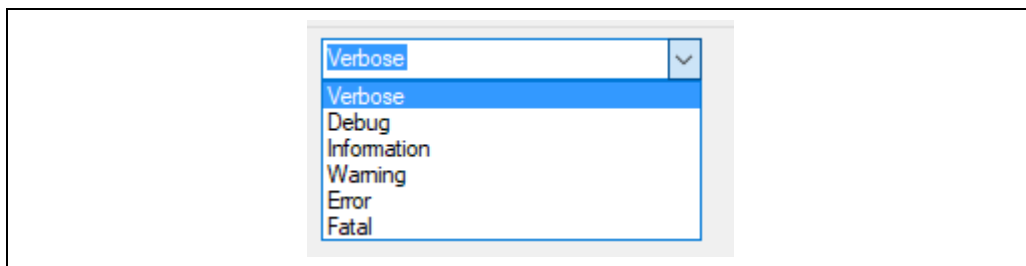 Verbose
Verbose
Debug
Information
Warning
Error
Fatal